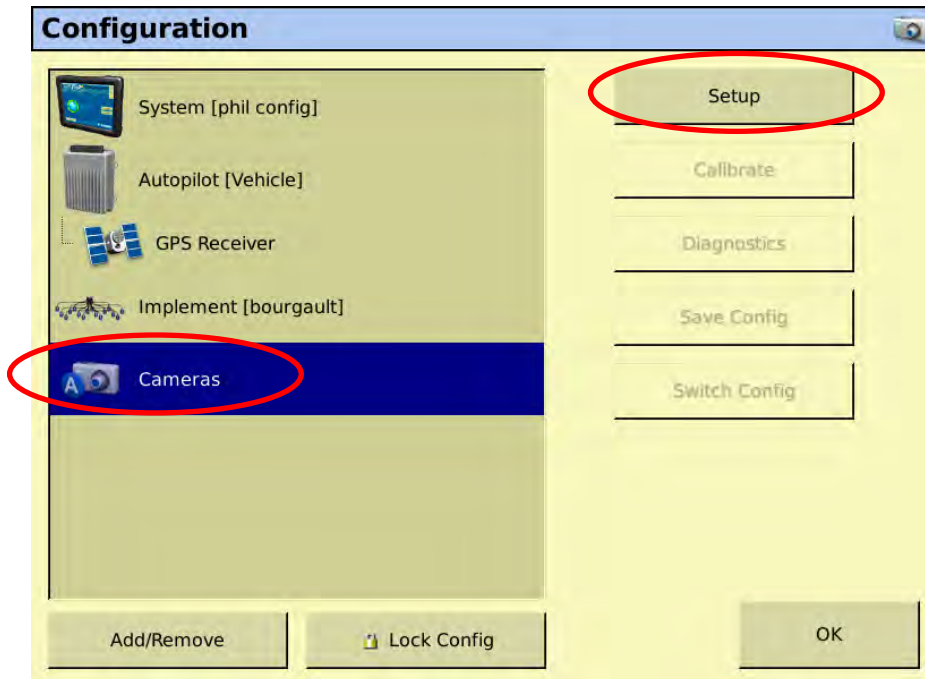 Configuration
System [phil config]
Autopilot [Vehicle]
GPS Receiver
Implement [bourgault]
A
Cameras
Setup
Calibrate
Diagnostics
Save Config
Switch Config
Add/Remove
Lock Config
OK